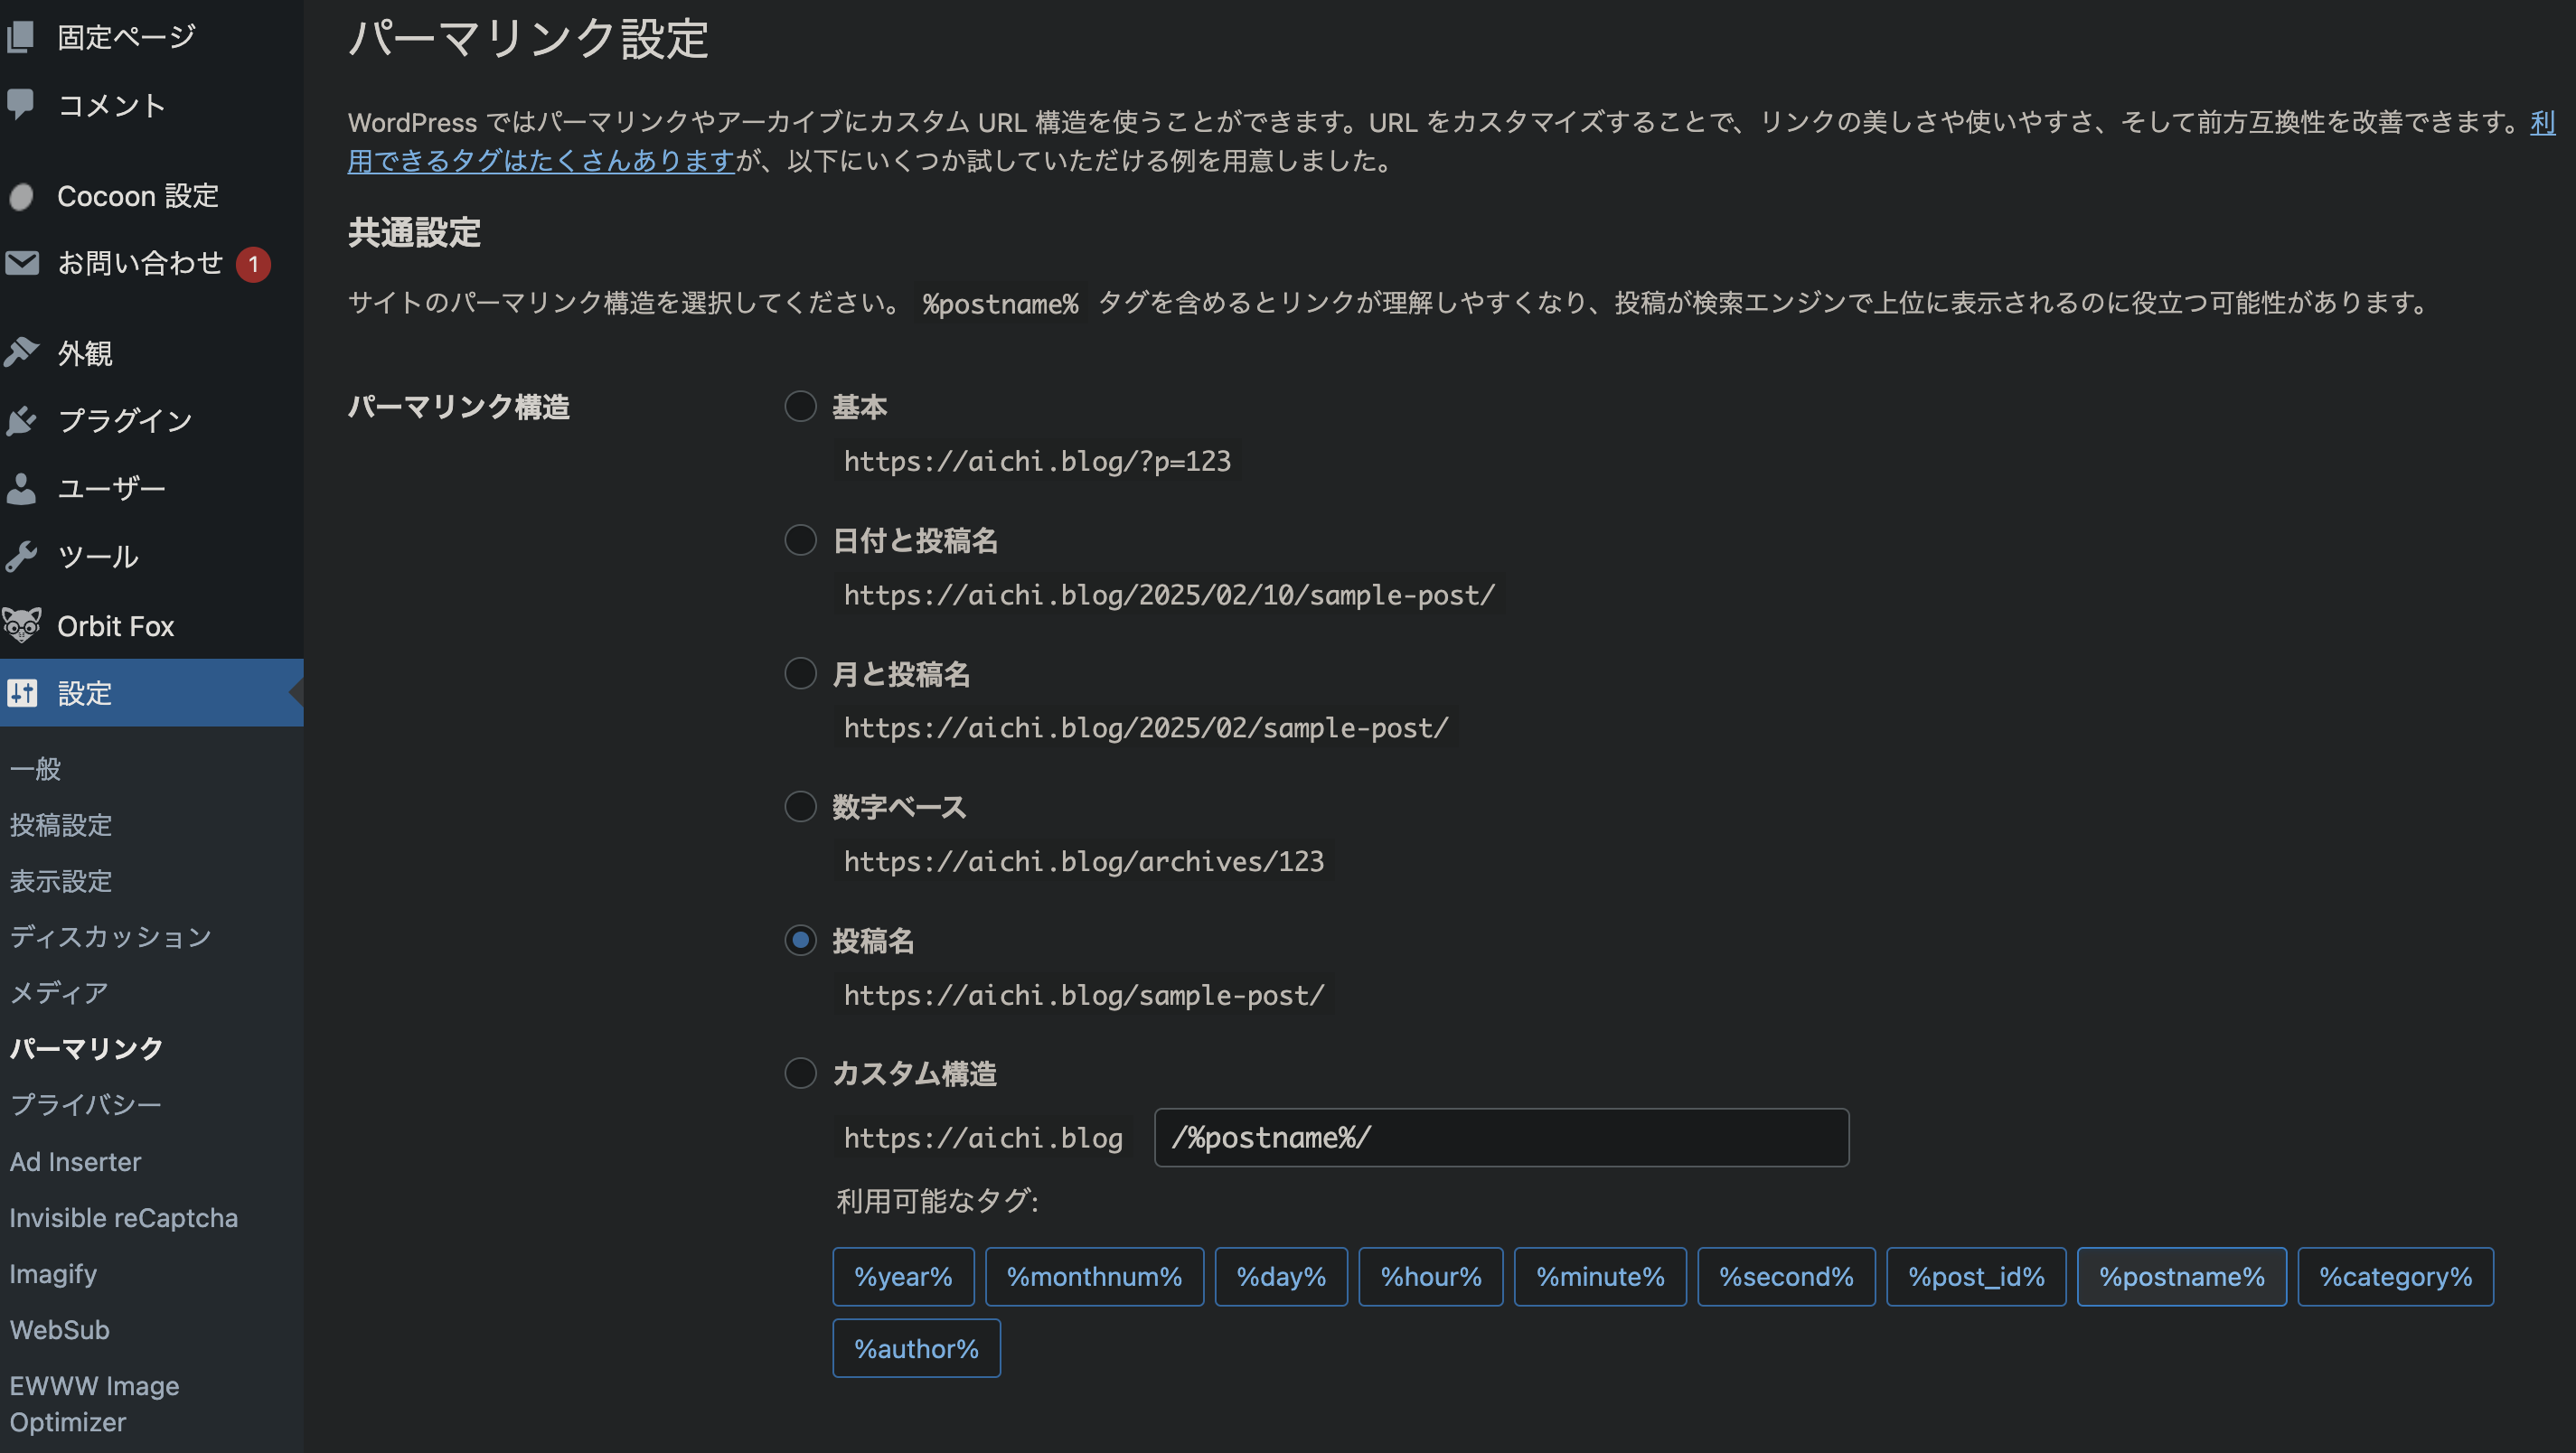 固定ページ
コメント
Cocoon 設定
お問い合わせ 1
外観
プラグイン
ユーザー
ツール
Orbit Fox
設定
一般
投稿設定
表示設定
ディスカッション
メディア
パーマリンク
プライバシー
Ad Inserter
Invisible reCaptcha
Imagify
WebSub
EWWW Image
Optimizer
パーマリンク設定
WordPress ではパーマリンクやアーカイブにカスタム URL 構造を使うことができます。URL をカスタマイズすることで、リンクの美しさや使いやすさ、そして前方互換性を改善できます。利
用できるタグはたくさんありますが、以下にいくつか試していただける例を用意しました。
共通設定
サイトのパーマリンク構造を選択してください。 %postname% タグを含めるとリンクが理解しやすくなり、投稿が検索エンジンで上位に表示されるのに役立つ可能性があります。
パーマリンク構造
基本
https://aichi.blog/?p=123
日付と投稿名
https://aichi.blog/2025/02/10/sample-post/
月と投稿名
https://aichi.blog/2025/02/sample-post/
数字ベース
https://aichi.blog/archives/123
投稿名
https://aichi.blog/sample-post/
カスタム構造
https://aichi.blog /%postname%/
利用可能なタグ:
%year% %monthnum% %day% %hour% %minute% %second% %post_id% %postname% %category%
%author%